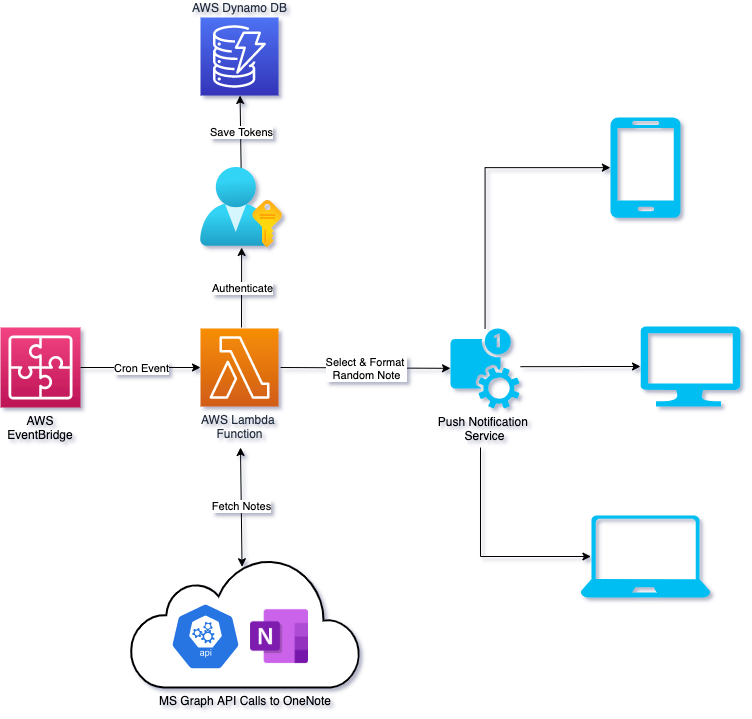 AWS Dynamo DB
Save Tokens
Authenticate
Cron Event
AWS
EventBridge
AWS Lambda
Function
Select & Format
Random Note
1
Push Notification
Service
Fetch Notes
api
N
MS Graph API Calls to OneNote